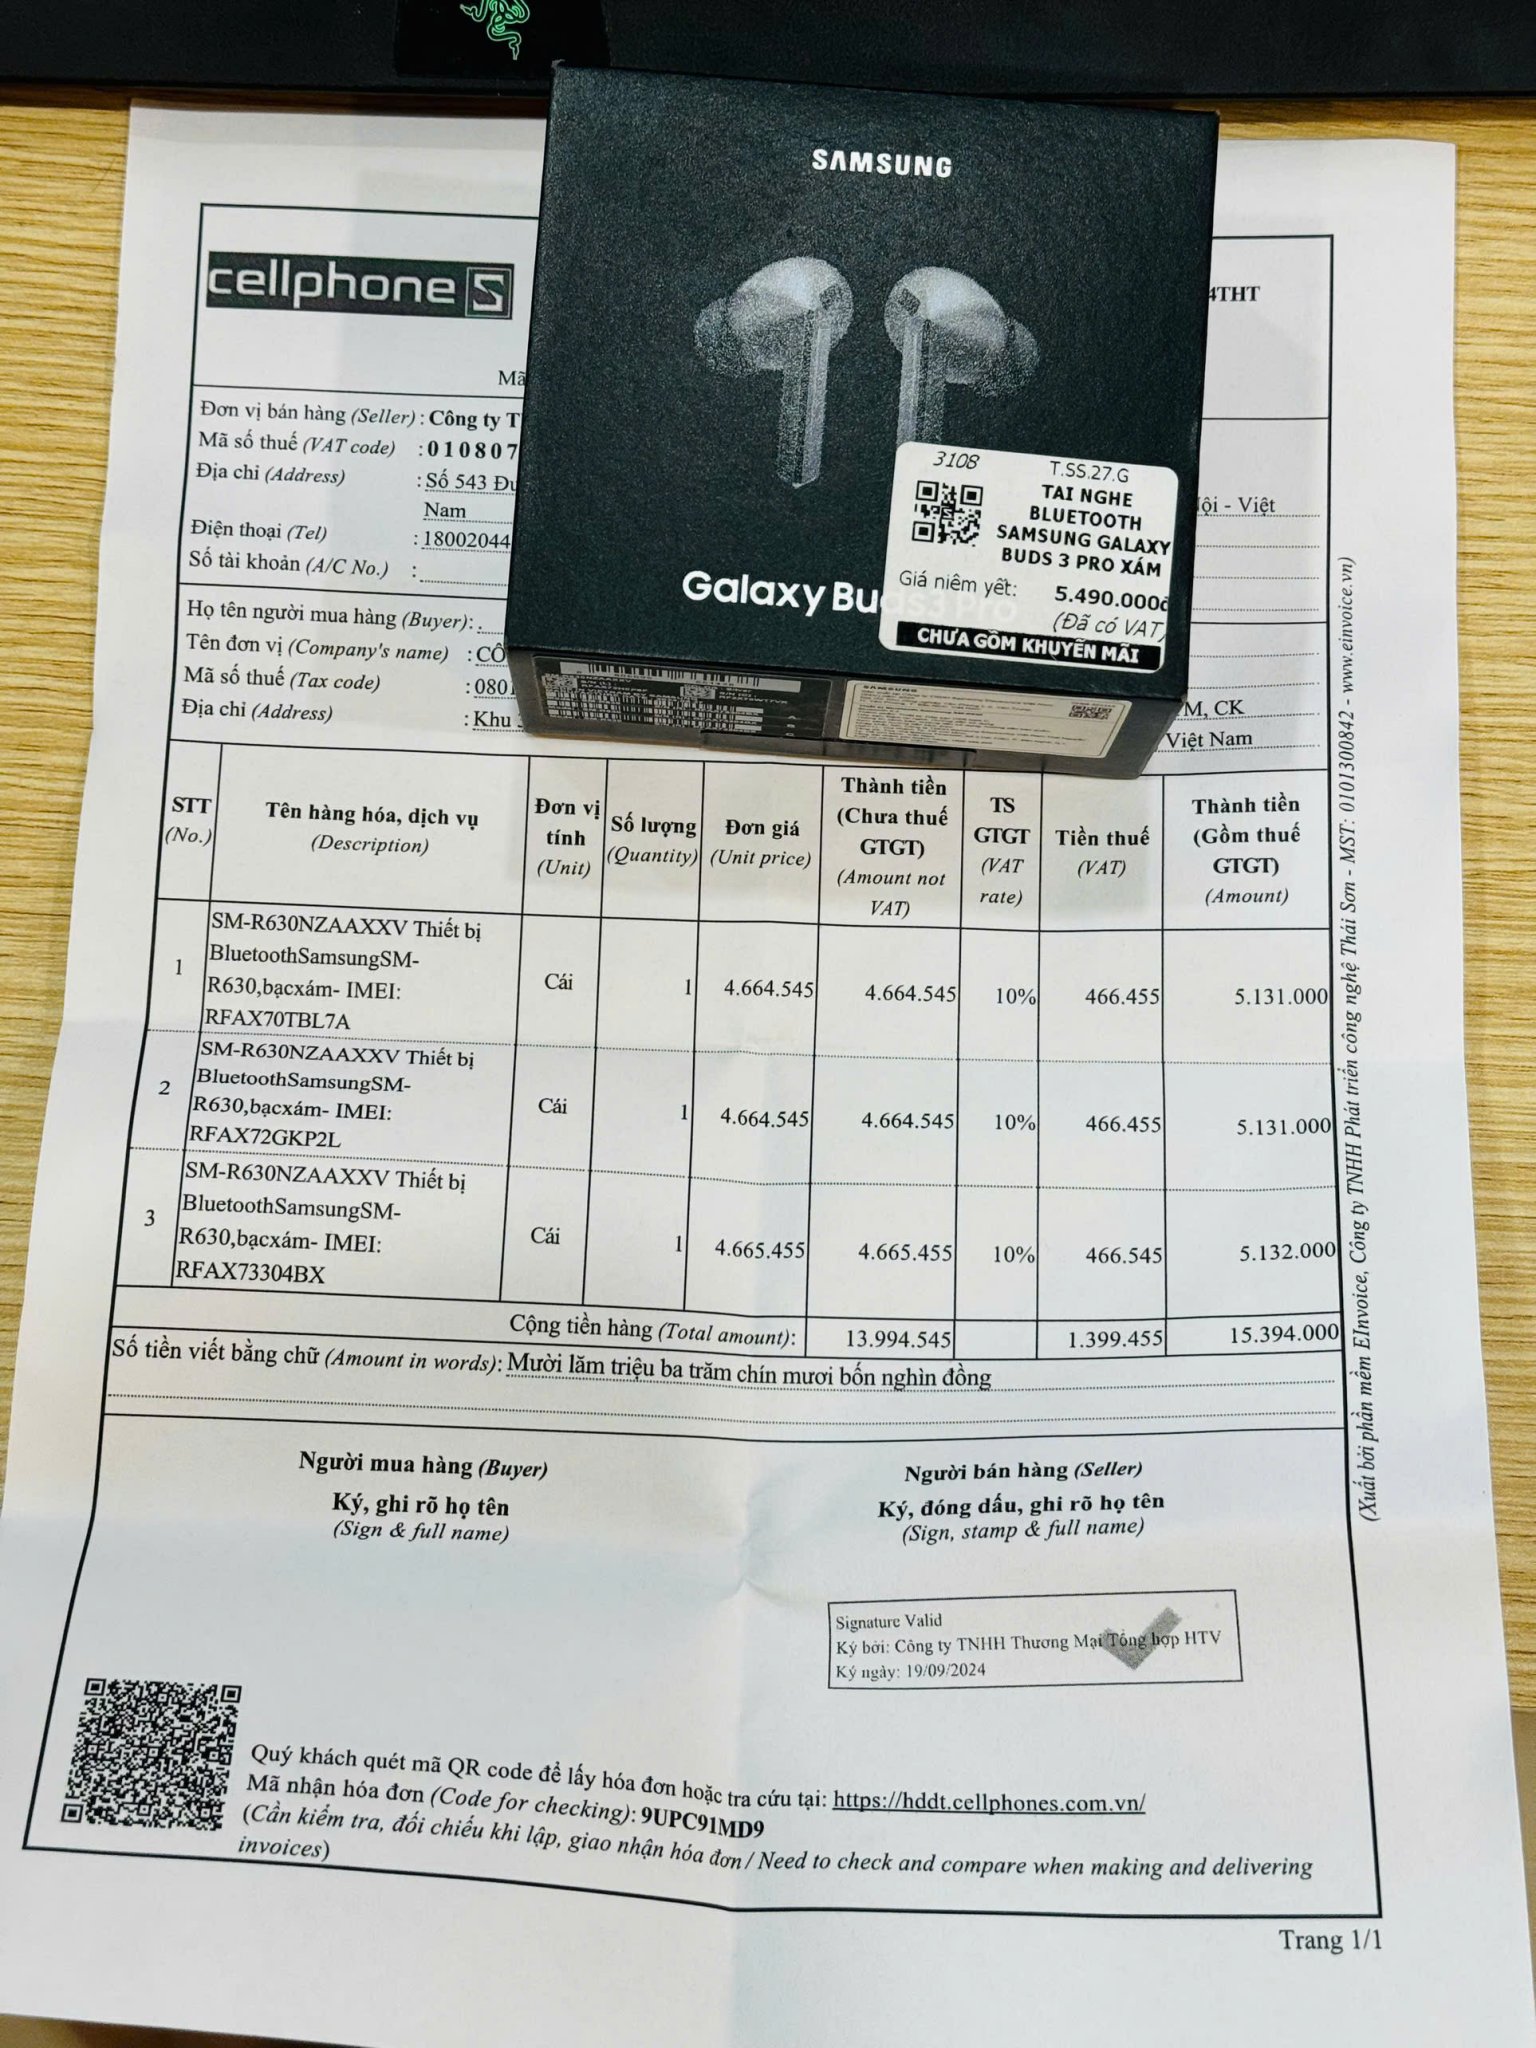 SAMSUNG
cellphone S
4THT
Mã
Đơn vị bán hàng (Seller) : Công ty T
Mã số thuế (VAT code) : 010807
Địa chỉ (Address) : Số 543 Đư
Nam
ội - Việt
Điện thoại (Tel) : 18002044
Số tài khoản (A/C No.) :
3108 T.SS.27.G
TAI NGHE
BLUETOOTH
SAMSUNG GALAXY
BUDS 3 PRO XÁM
Giá niêm yết: 5.490.000đ
(Đã có VAT)
CHƯA GỒM KHUYẾN MÃI
Galaxy Buds3 Pro
SAMSUNG
Họ tên người mua hàng (Buyer): .
Tên đơn vị (Company's name) : CÔ
Mã số thuế (Tax code) : 0801
Địa chỉ (Address) : Khu
M, CK
Việt Nam
STT (No.) Tên hàng hóa, dịch vụ (Description) Đơn vị tính (Unit) Số lượng (Quantity) Đơn giá (Unit price) Thành tiền (Chưa thuế GTGT) (Amount not VAT) TS GTGT (VAT rate) Tiền thuế (VAT) Thành tiền (Gồm thuế GTGT) (Amount)
SM-R630NZAAXXV Thiết bị
BluetoothSamsungSM-
1 R630,bạcxám- IMEI: Cái 1 4.664.545 4.664.545 10% 466.455 5.131.000
RFAX70TBL7A
SM-R630NZAAXXV Thiết bị
BluetoothSamsungSM-
2 R630,bạcxám- IMEI: Cái 1 4.664.545 4.664.545 10% 466.455 5.131.000
RFAX72GKP2L
SM-R630NZAAXXV Thiết bị
BluetoothSamsungSM-
3 R630,bạcxám- IMEI: Cái 1 4.665.455 4.665.455 10% 466.545 5.132.000
RFAX73304BX
Cộng tiền hàng (Total amount): 13.994.545 1.399.455 15.394.000
Số tiền viết bằng chữ (Amount in words): Mười lăm triệu ba trăm chín mươi bốn nghìn đồng
Người mua hàng (Buyer)
Ký, ghi rõ họ tên
(Sign & full name)
Người bán hàng (Seller)
Ký, đóng dấu, ghi rõ họ tên
(Sign, stamp & full name)
Signature Valid
Ký bởi: Công ty TNHH Thương Mại Tổng hợp HTV
Ký ngày: 19/09/2024
Quý khách quét mã QR code để lấy hóa đơn hoặc tra cứu tại: https://hddt.cellphones.com.vn/
Mã nhận hóa đơn (Code for checking): 9UPC91MD9
(Cần kiểm tra, đối chiếu khi lập, giao nhận hóa đơn / Need to check and compare when making and delivering
invoices)
Trang 1/1
(Xuất bởi phần mềm EInvoice, Công ty TNHH Phát triển công nghệ Thái Sơn - MST: 0101300842 - www.einvoice.vn)